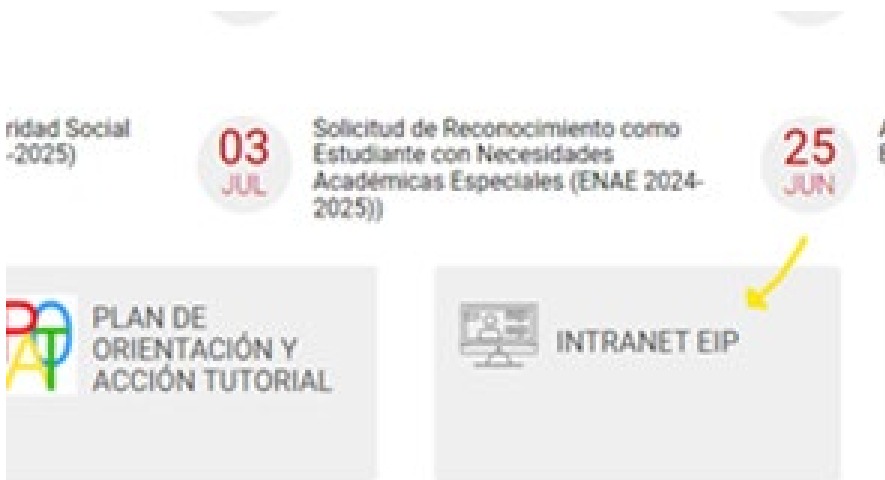 ridad Social
-2025)
03
JUL
Solicitud de Reconocimiento como
Estudiante con Necesidades
Académicas Especiales (ENAE 2024-
2025))
25
JUN
PLAN DE
ORIENTACIÓN Y
ACCIÓN TUTORIAL
INTRANET EIP